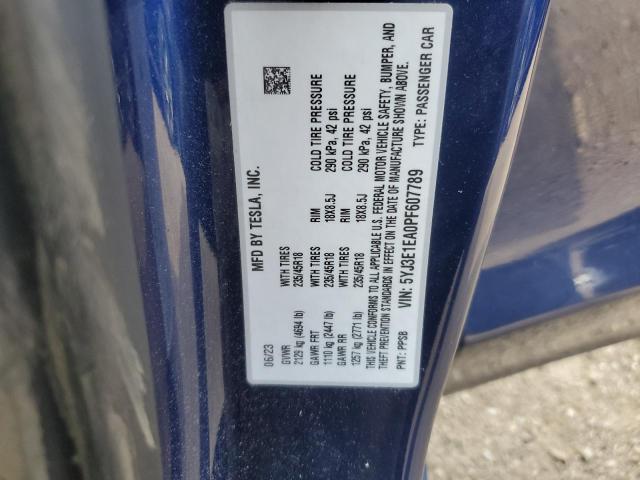 MFD BY TESLA, INC.
06/23
GVWR WITH TIRES RIM COLD TIRE PRESSURE
2129 kg (4694 lb) 235/45R18 18X8.5J 290 kPa, 42 psi
GAWR FRT WITH TIRES RIM COLD TIRE PRESSURE
1110 kg (2447 lb) 235/45R18 18X8.5J 290 kPa, 42 psi
GAWR RR
1257 kg (2771 lb)
THIS VEHICLE CONFORMS TO ALL APPLICABLE U.S. FEDERAL MOTOR VEHICLE SAFETY, BUMPER, AND
THEFT PREVENTION STANDARDS IN EFFECT ON THE DATE OF MANUFACTURE SHOWN ABOVE.
VIN: 5YJ3E1EA0PF607789
PNT: PPSB TYPE: PASSENGER CAR